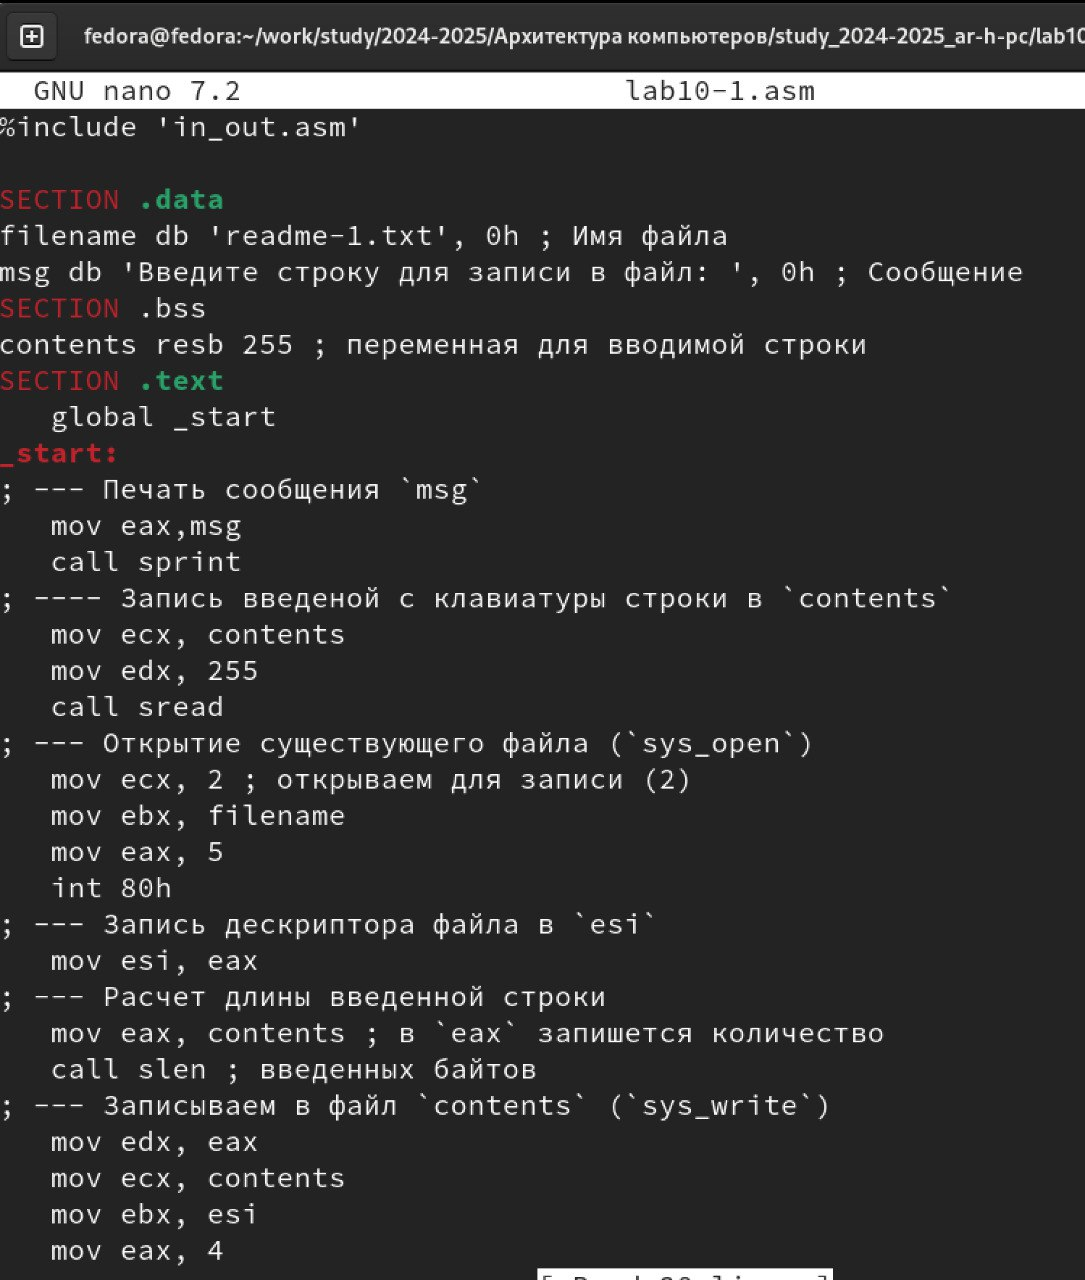 fedora@fedora:~/work/study/2024-2025/Архитектура компьютеров/study_2024-2025_ar-h-pc/lab10
GNU nano 7.2 lab10-1.asm
%include 'in_out.asm'
SECTION .data
filename db 'readme-1.txt', 0h ; Имя файла
msg db 'Введите строку для записи в файл: ', 0h ; Сообщение
SECTION .bss
contents resb 255 ; переменная для вводимой строки
SECTION .text
global _start
_start:
; --- Печать сообщения `msg`
mov eax,msg
call sprint
; ---- Запись введеной с клавиатуры строки в `contents`
mov ecx, contents
mov edx, 255
call sread
; --- Открытие существующего файла (`sys_open`)
mov ecx, 2 ; открываем для записи (2)
mov ebx, filename
mov eax, 5
int 80h
; --- Запись дескриптора файла в `esi`
mov esi, eax
; --- Расчет длины введенной строки
mov eax, contents ; в `eax` запишется количество
call slen ; введенных байтов
; --- Записываем в файл `contents` (`sys_write`)
mov edx, eax
mov ecx, contents
mov ebx, esi
mov eax, 4